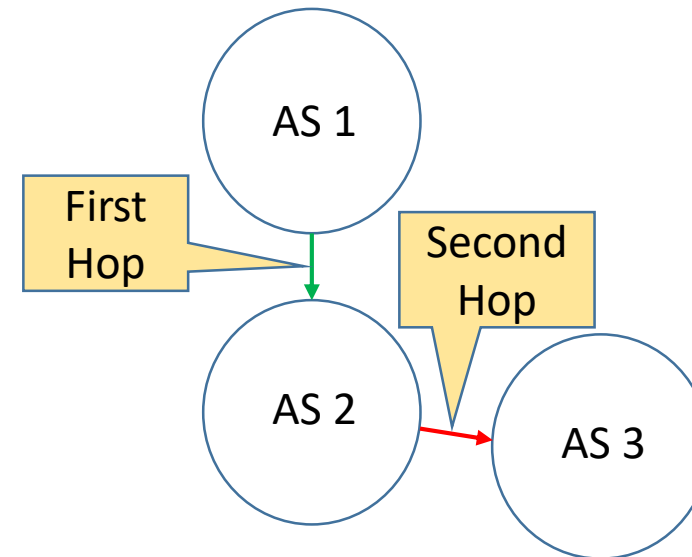 AS 1
First
Hop
Second
Hop
AS 2
AS 3